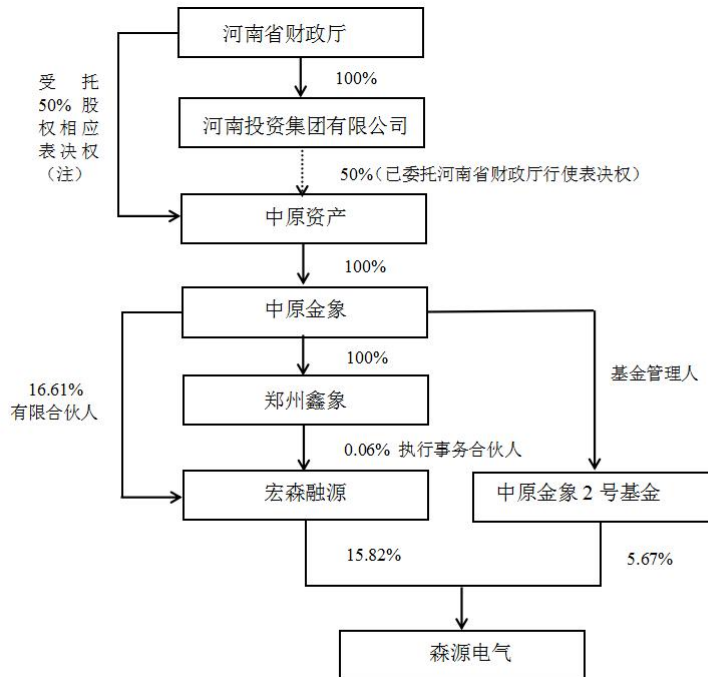 河南省财政厅
受 托
50% 股
权相应
表决权
（注）
100%
河南投资集团有限公司
50%（已委托河南省财政厅行使表决权）
中原资产
100%
中原金象
100%
16.61%
有限合伙人
基金管理人
郑州鑫象
0.06% 执行事务合伙人
宏森融源
中原金象 2 号基金
15.82%
5.67%
森源电气